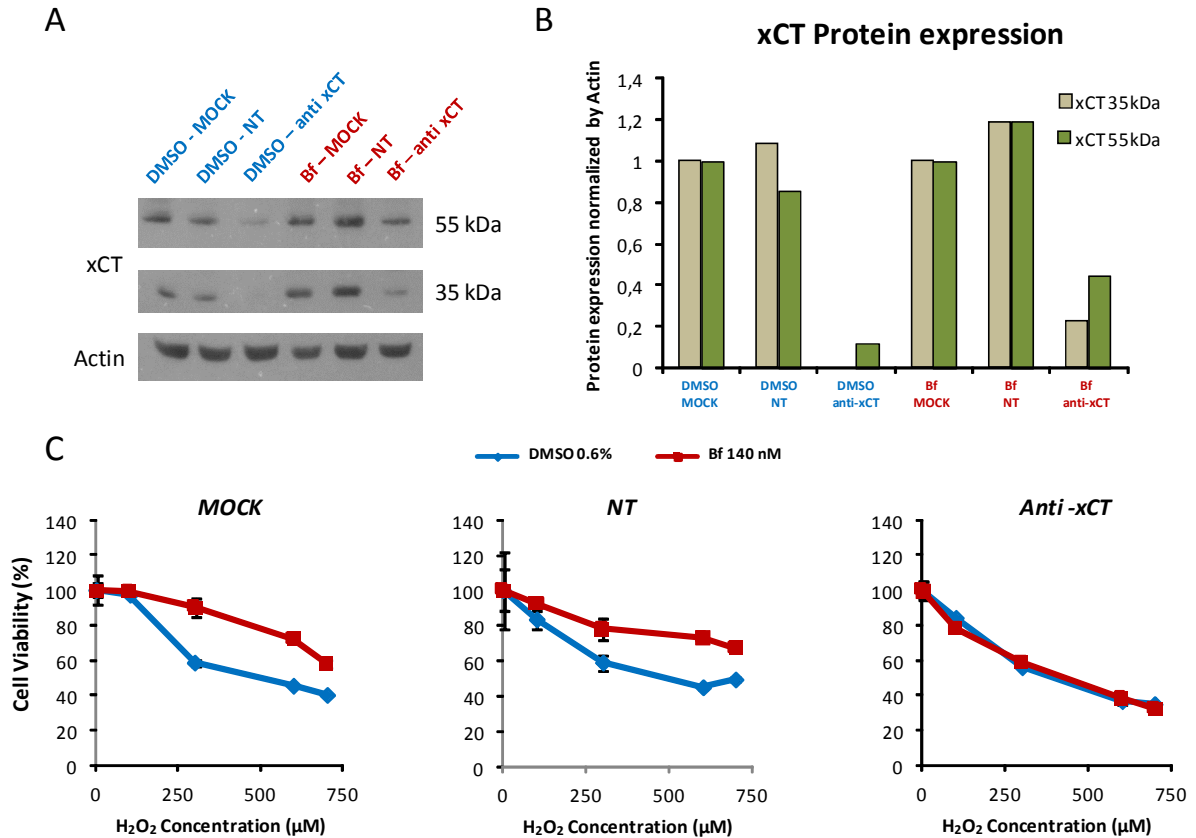 A
DMSO - MOCK
DMSO - NT
DMSO – anti xCT
Bf – MOCK
Bf – NT
Bf – anti xCT
xCT
55 kDa
35 kDa
Actin
B
xCT Protein expression
Protein expression normalized by Actin
1,4
1,2
1
0,8
0,6
0,4
0,2
0
xCT35kDa
xCT55kDa
DMSO MOCK
DMSO NT
DMSO anti-xCT
Bf MOCK
Bf NT
Bf anti-xCT
C
DMSO 0.6%
Bf 140 nM
MOCK
Cell Viability (%)
140
120
100
80
60
40
20
0
0 250 500 750
H₂O₂ Concentration (µM)
NT
140
120
100
80
60
40
20
0
0 250 500 750
H₂O₂ Concentration (µM)
Anti -xCT
140
120
100
80
60
40
20
0
0 250 500 750
H₂O₂ Concentration (µM)